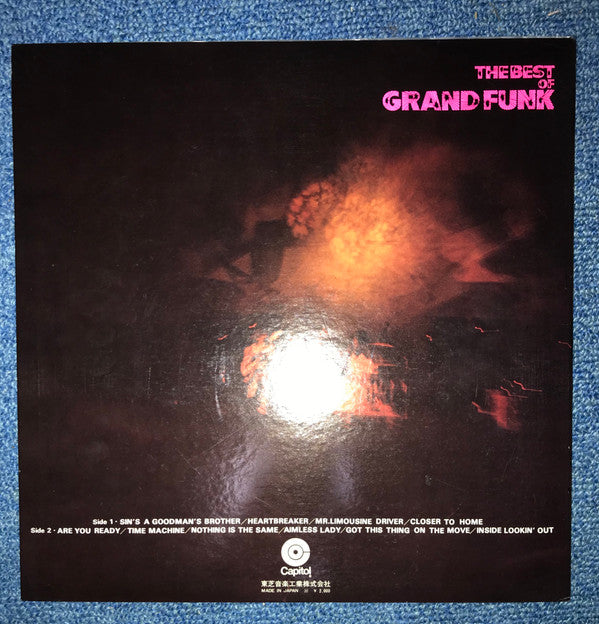 THE BEST
OF
GRAND FUNK
Side 1 · SIN'S A GOODMAN'S BROTHER/HEARTBREAKER/MR.LIMOUSINE DRIVER/CLOSER TO HOME
Side 2 · ARE YOU READY/TIME MACHINE/NOTHING IS THE SAME/AIMLESS LADY/GOT THIS THING ON THE MOVE/INSIDE LOOKIN' OUT
Capitol
東芝音楽工業株式会社
MADE IN JAPAN ¥ 2,000